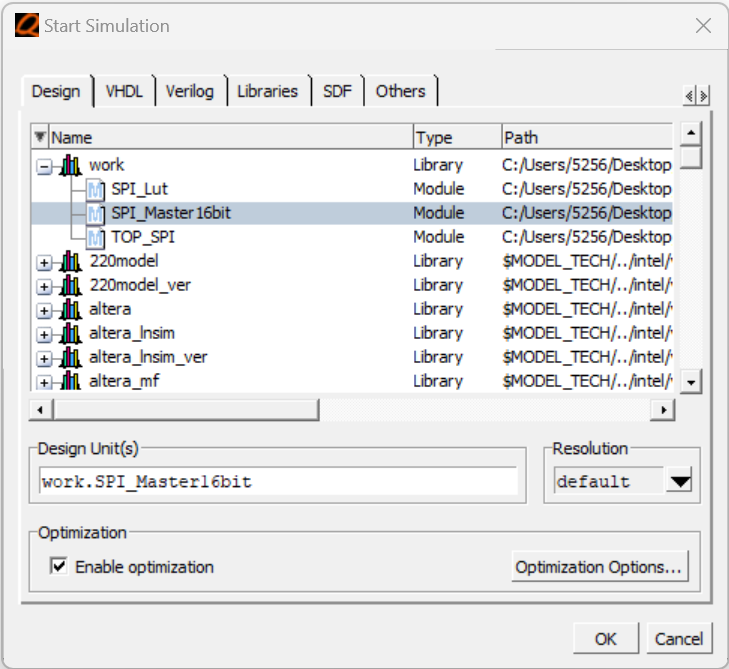 Start Simulation
Design VHDL Verilog Libraries SDF Others
Name Type Path
work Library C:/Users/5256/Desktop
SPI_Lut Module C:/Users/5256/Desktop
SPI_Master16bit Module C:/Users/5256/Desktop
TOP_SPI Module C:/Users/5256/Desktop
220model Library $MODEL_TECH/../intel/
220model_ver Library $MODEL_TECH/../intel/
altera Library $MODEL_TECH/../intel/
altera_lnsim Library $MODEL_TECH/../intel/
altera_lnsim_ver Library $MODEL_TECH/../intel/
altera_mf Library $MODEL_TECH/../intel/
Design Unit(s) Resolution
work.SPI_Master16bit default
Optimization
Enable optimization Optimization Options...
OK Cancel